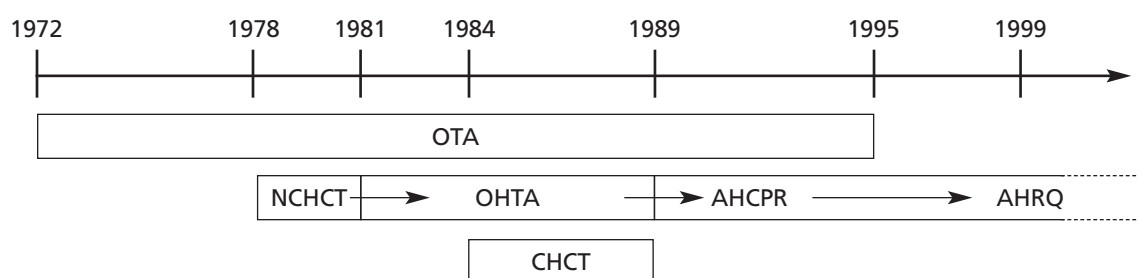 1972 1978 1981 1984 1989 1995 1999
OTA
NCHCT OHTA AHCPR AHRQ
CHCT